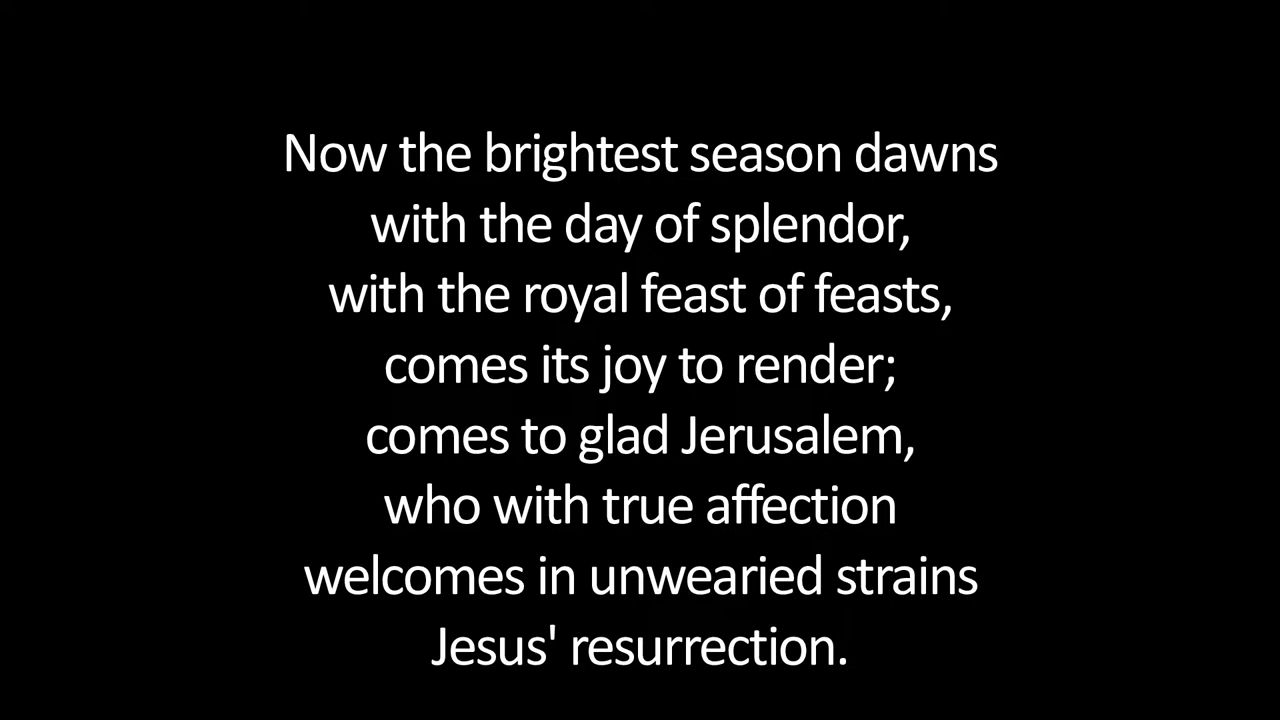 Now the brightest season dawns
with the day of splendor,
with the royal feast of feasts,
comes its joy to render;
comes to glad Jerusalem,
who with true affection
welcomes in unwearied strains
Jesus' resurrection.